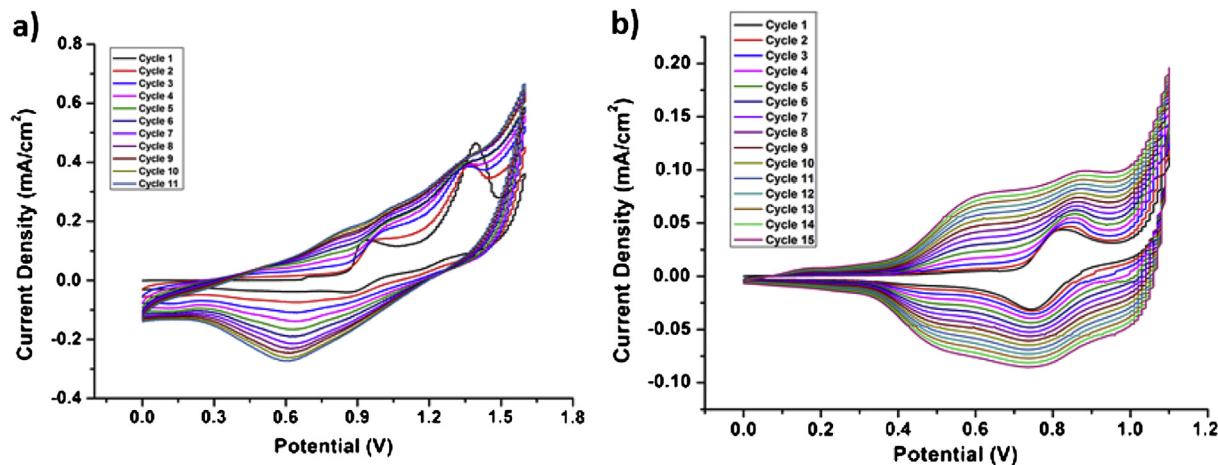 a)
Current Density (mA/cm²)
0.8
0.6
0.4
0.2
0.0
-0.2
-0.4
Cycle 1
Cycle 2
Cycle 3
Cycle 4
Cycle 5
Cycle 6
Cycle 7
Cycle 8
Cycle 9
Cycle 10
Cycle 11
0.0 0.3 0.6 0.9 1.2 1.5 1.8
Potential (V)
b)
Current Density (mA/cm²)
0.20
0.15
0.10
0.05
0.00
-0.05
-0.10
Cycle 1
Cycle 2
Cycle 3
Cycle 4
Cycle 5
Cycle 6
Cycle 7
Cycle 8
Cycle 9
Cycle 10
Cycle 11
Cycle 12
Cycle 13
Cycle 14
Cycle 15
0.0 0.2 0.4 0.6 0.8 1.0 1.2
Potential (V)